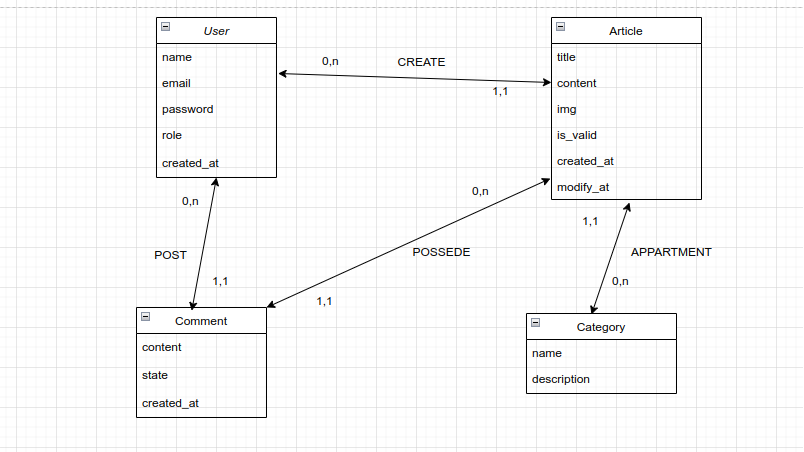 User
name
email
password
role
created_at
0,n
CREATE
1,1
Article
title
content
img
is_valid
created_at
modify_at
0,n
POST
1,1
0,n
POSSEDE
1,1
1,1
APPARTMENT
0,n
Comment
content
state
created_at
Category
name
description